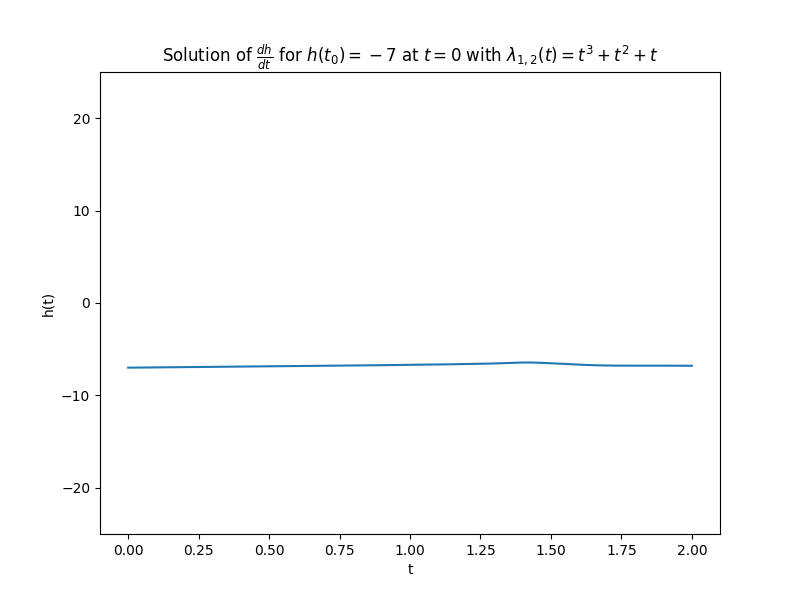 Solution of $\frac{dh}{dt}$ for $h(t_0) = -7$ at $t = 0$ with $\lambda_{1,2}(t) = t^3 + t^2 + t$
20
10
0
−10
−20
h(t)
0.00 0.25 0.50 0.75 1.00 1.25 1.50 1.75 2.00
t